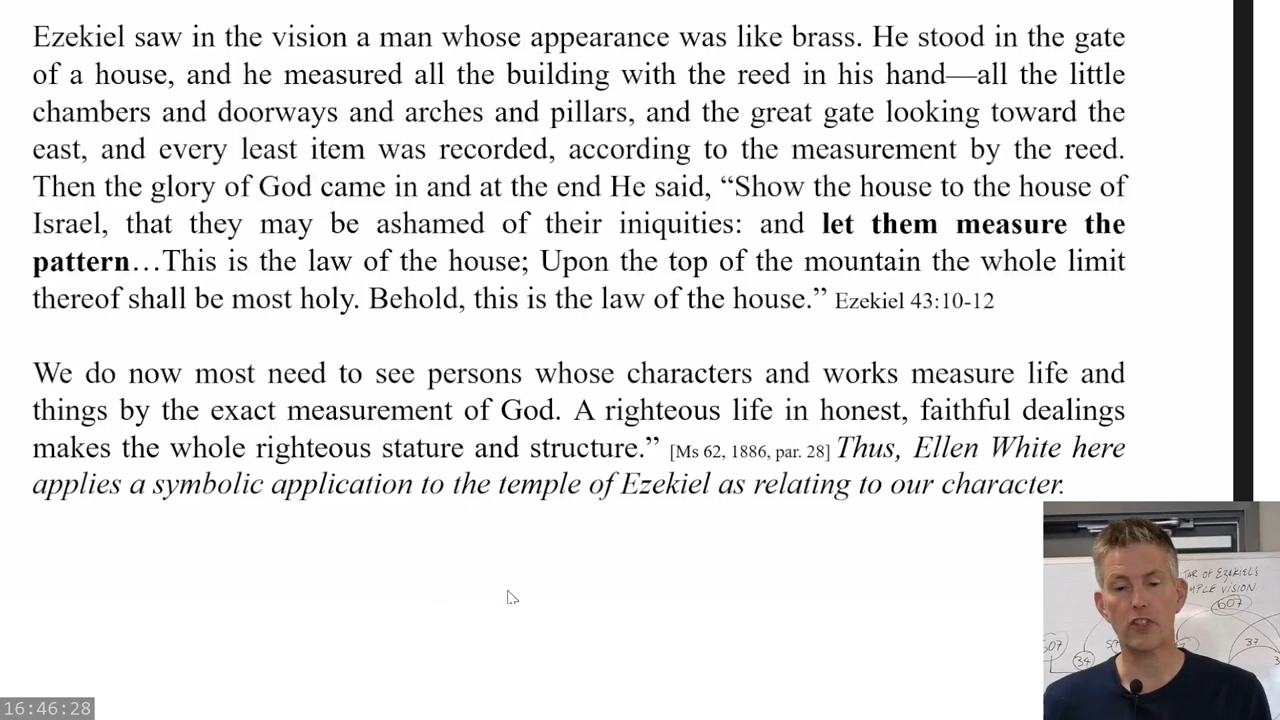 Ezekiel saw in the vision a man whose appearance was like brass. He stood in the gate
of a house, and he measured all the building with the reed in his hand—all the little
chambers and doorways and arches and pillars, and the great gate looking toward the
east, and every least item was recorded, according to the measurement by the reed.
Then the glory of God came in and at the end He said, “Show the house to the house of
Israel, that they may be ashamed of their iniquities: and let them measure the
pattern…This is the law of the house; Upon the top of the mountain the whole limit
thereof shall be most holy. Behold, this is the law of the house.” Ezekiel 43:10-12
We do now most need to see persons whose characters and works measure life and
things by the exact measurement of God. A righteous life in honest, faithful dealings
makes the whole righteous stature and structure.” [Ms 62, 1886, par. 28] Thus, Ellen White here
applies a symbolic application to the temple of Ezekiel as relating to our character.
OF EZEKIEL'S
VISION
607
507
34
37
16:46:28